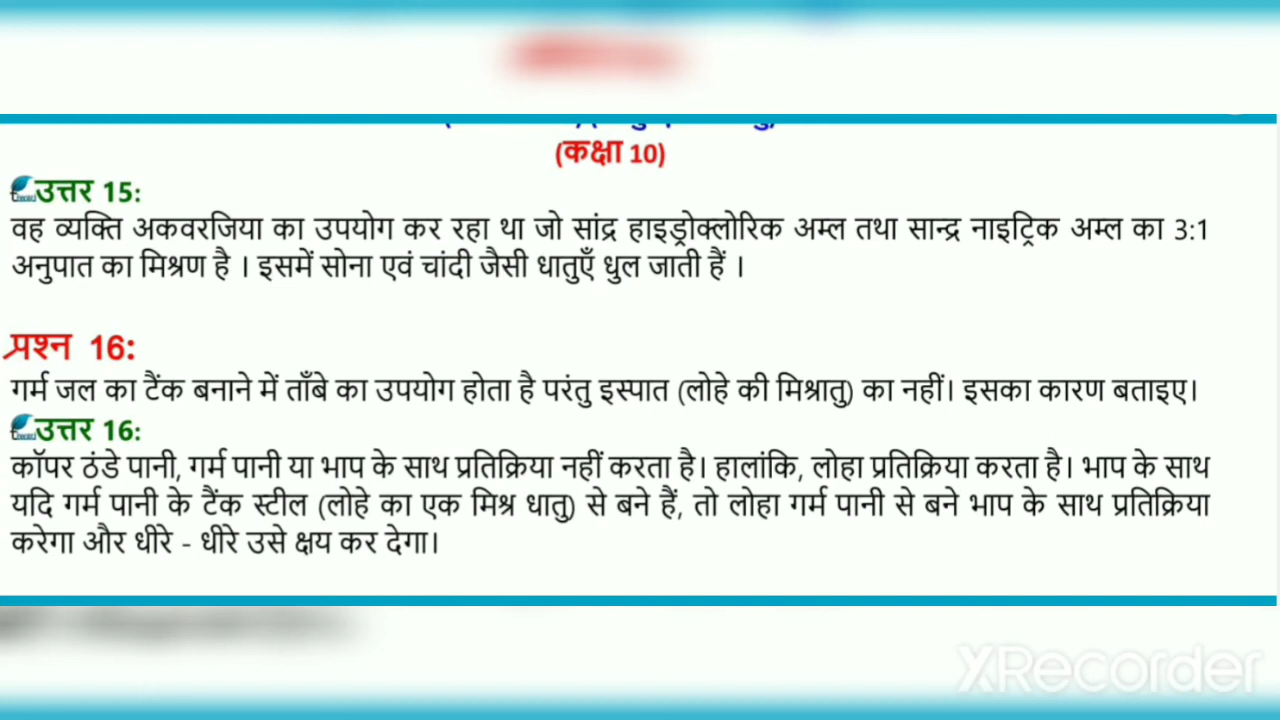 (कक्षा 10)
उत्तर 15:
वह व्यक्ति अकवरजिया का उपयोग कर रहा था जो सांद्र हाइड्रोक्लोरिक अम्ल तथा सान्द्र नाइट्रिक अम्ल का 3:1
अनुपात का मिश्रण है । इसमें सोना एवं चांदी जैसी धातुएँ धुल जाती हैं ।
प्रश्न 16:
गर्म जल का टैंक बनाने में ताँबे का उपयोग होता है परंतु इस्पात (लोहे की मिश्रातु) का नहीं। इसका कारण बताइए।
उत्तर 16:
कॉपर ठंडे पानी, गर्म पानी या भाप के साथ प्रतिक्रिया नहीं करता है। हालांकि, लोहा प्रतिक्रिया करता है। भाप के साथ
यदि गर्म पानी के टैंक स्टील (लोहे का एक मिश्र धातु) से बने हैं, तो लोहा गर्म पानी से बने भाप के साथ प्रतिक्रिया
करेगा और धीरे - धीरे उसे क्षय कर देगा।
XRecorder